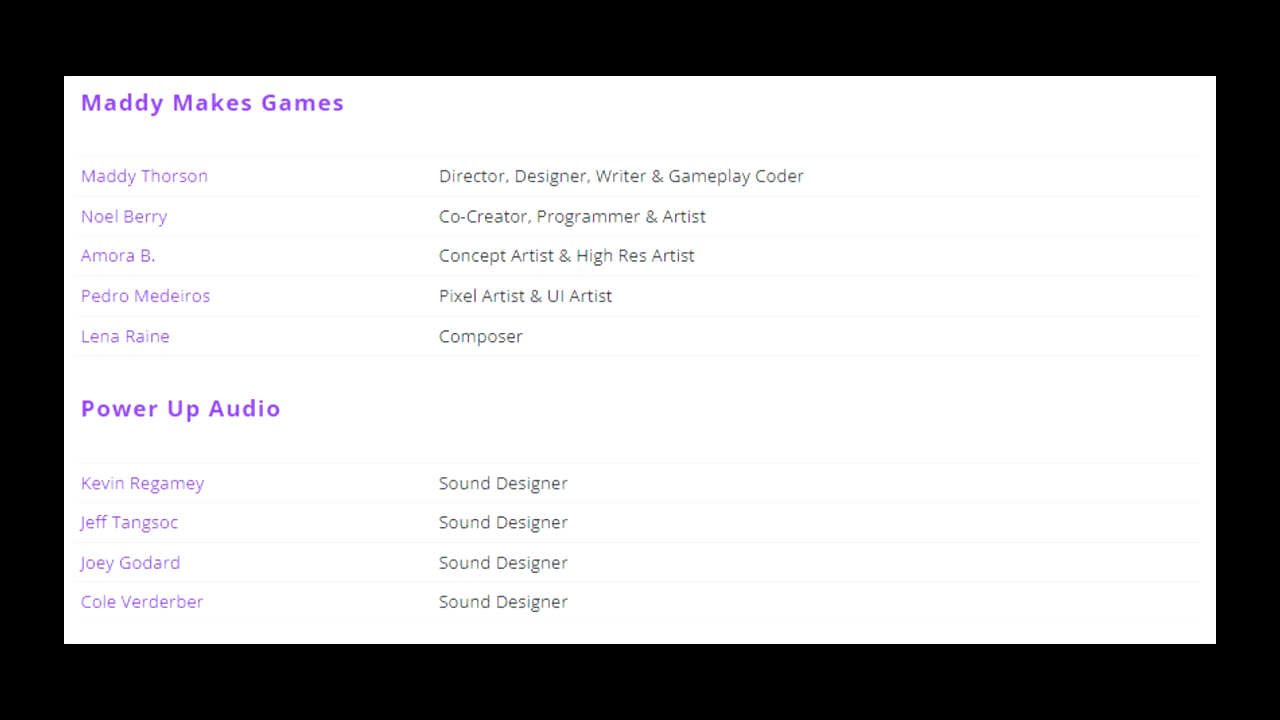 Maddy Makes Games
Maddy Thorson Director, Designer, Writer & Gameplay Coder
Noel Berry Co-Creator, Programmer & Artist
Amora B. Concept Artist & High Res Artist
Pedro Medeiros Pixel Artist & UI Artist
Lena Raine Composer
Power Up Audio
Kevin Regamey Sound Designer
Jeff Tangsoc Sound Designer
Joey Godard Sound Designer
Cole Verderber Sound Designer